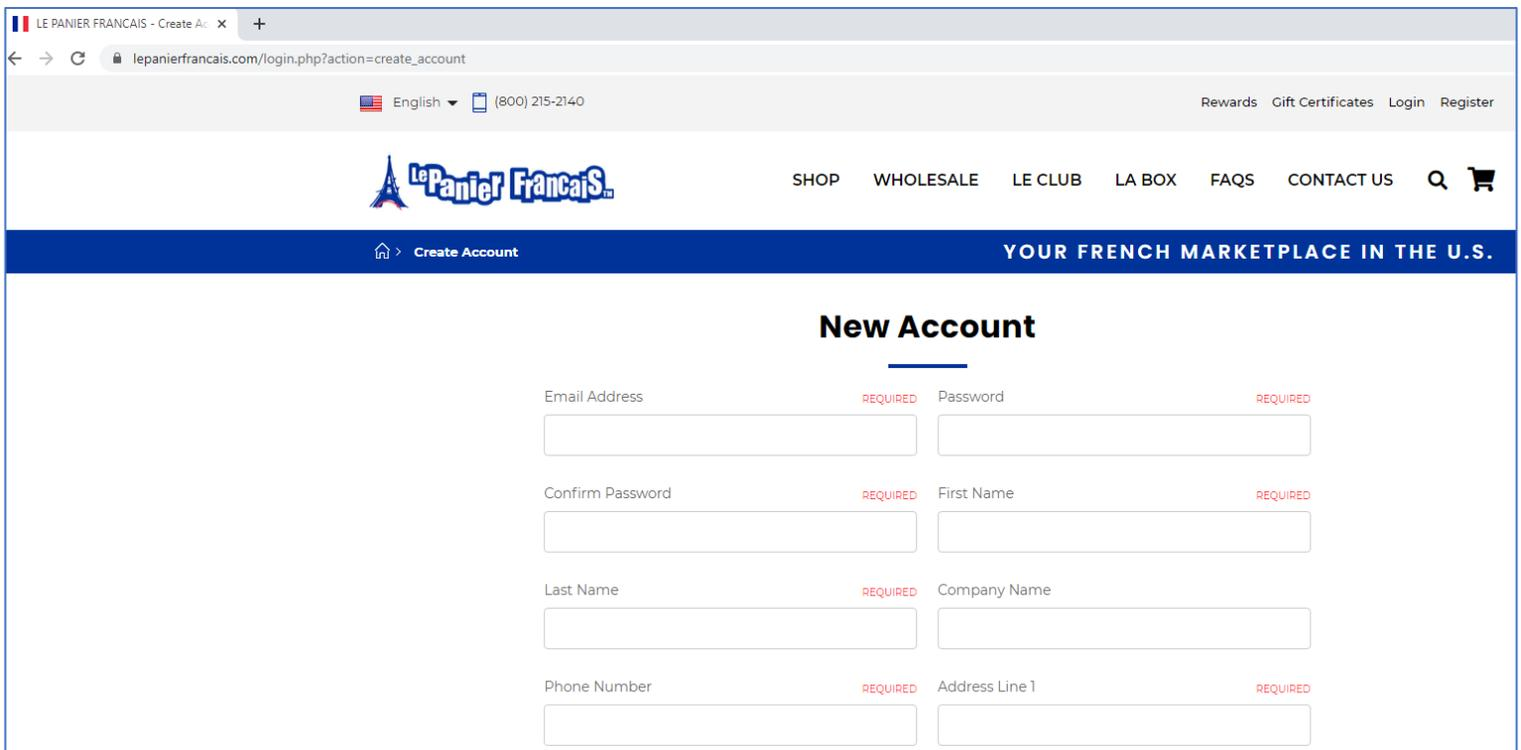 LE PANIER FRANCAIS - Create Ac
lepanierfrancais.com/login.php?action=create_account
English (800) 215-2140 Rewards Gift Certificates Login Register
Le Panier Francais™ SHOP WHOLESALE LE CLUB LA BOX FAQS CONTACT US
Create Account YOUR FRENCH MARKETPLACE IN THE U.S.
New Account
Email Address REQUIRED Password REQUIRED
Confirm Password REQUIRED First Name REQUIRED
Last Name REQUIRED Company Name
Phone Number REQUIRED Address Line 1 REQUIRED